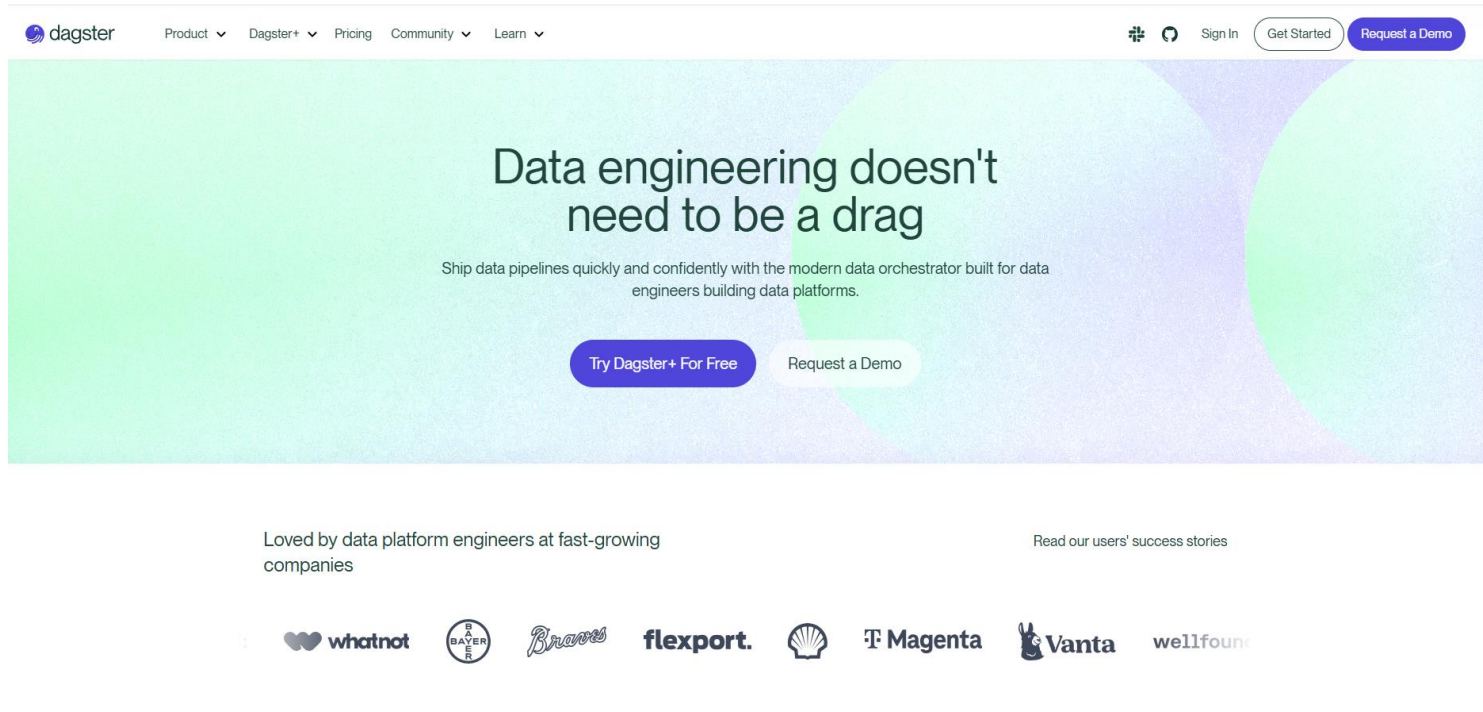 dagster
Product
Dagster+
Pricing
Community
Learn
Sign In
Get Started
Request a Demo
Data engineering doesn't
need to be a drag
Ship data pipelines quickly and confidently with the modern data orchestrator built for data
engineers building data platforms.
Try Dagster+ For Free
Request a Demo
Loved by data platform engineers at fast-growing
companies
Read our users' success stories
whatnot
BAYER
BAYER
Braves
flexport.
T Magenta
Vanta
wellfoun